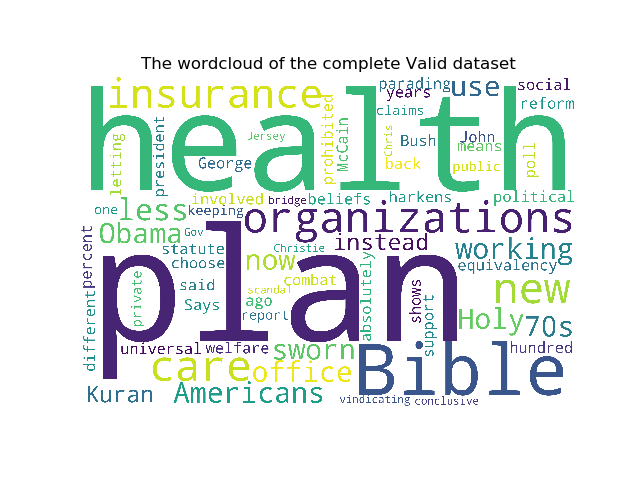 The wordcloud of the complete Valid dataset
health
plan
insurance
parading
years
use
social
claims
reform
letting
president
Jersey
prohibited
McCain
Chris
Bush
John
means
poll
George
back
public
involved
bridge
beliefs
harkens
political
one
less
keeping
organizations
Obama
Gov
statute
Christie
instead
working
percent
choose
now
combat
absolutely
equivalency
different
private
said
Says
ago
scandal
report
shows
support
new
Holy
70s
universal
welfare
sworn
hundred
care
office
Bible
Kuran
Americans
vindicating
conclusive